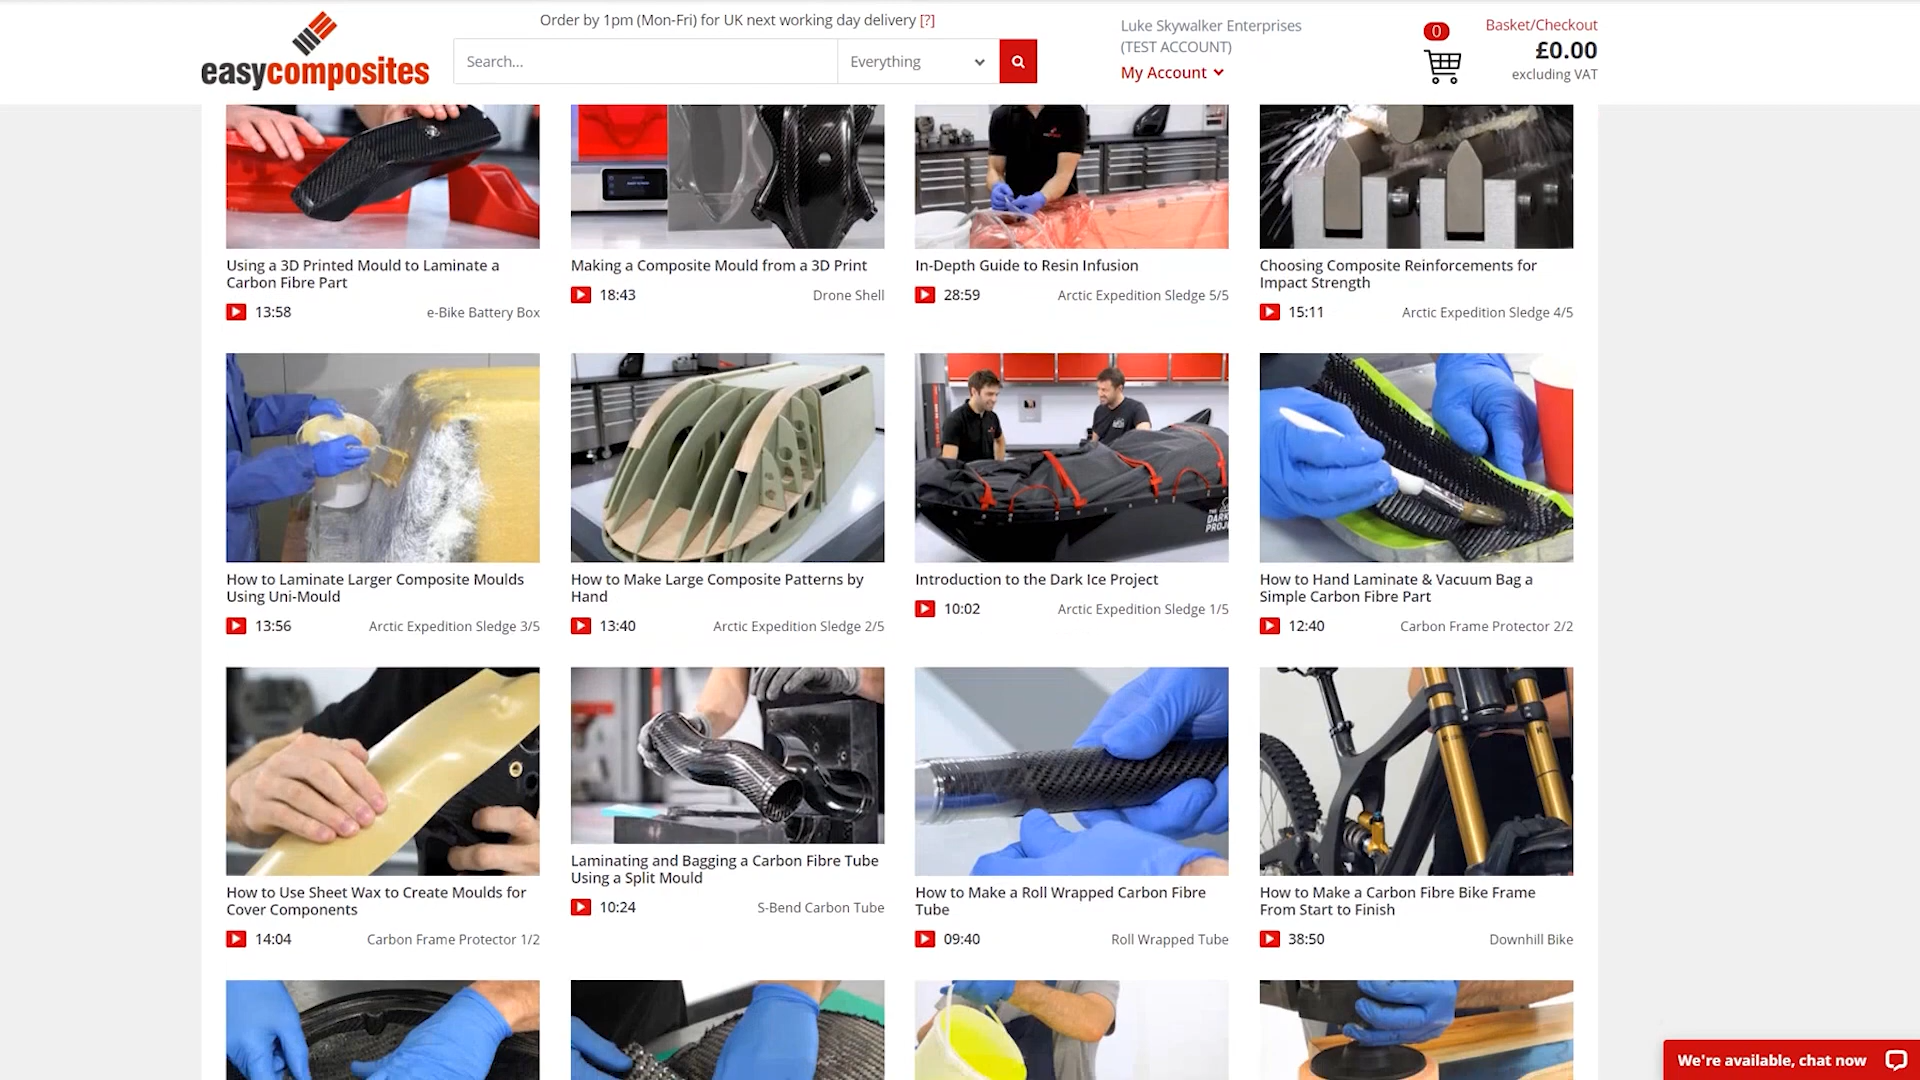 easycomposites
Order by 1pm (Mon-Fri) for UK next working day delivery [?]
Search...
Everything
Luke Skywalker Enterprises
(TEST ACCOUNT)
My Account
0
Basket/Checkout
£0.00
excluding VAT
Using a 3D Printed Mould to Laminate a
Carbon Fibre Part
13:58
e-Bike Battery Box
Making a Composite Mould from a 3D Print
18:43
Drone Shell
In-Depth Guide to Resin Infusion
28:59
Arctic Expedition Sledge 5/5
Choosing Composite Reinforcements for
Impact Strength
15:11
Arctic Expedition Sledge 4/5
How to Laminate Larger Composite Moulds
Using Uni-Mould
13:56
Arctic Expedition Sledge 3/5
How to Make Large Composite Patterns by
Hand
13:40
Arctic Expedition Sledge 2/5
THE
DARK
Introduction to the Dark Ice Project
10:02
Arctic Expedition Sledge 1/5
How to Hand Laminate & Vacuum Bag a
Simple Carbon Fibre Part
12:40
Carbon Frame Protector 2/2
How to Use Sheet Wax to Create Moulds for
Cover Components
14:04
Carbon Frame Protector 1/2
Laminating and Bagging a Carbon Fibre Tube
Using a Split Mould
10:24
S-Bend Carbon Tube
How to Make a Roll Wrapped Carbon Fibre
Tube
09:40
Roll Wrapped Tube
How to Make a Carbon Fibre Bike Frame
From Start to Finish
38:50
Downhill Bike
We're available, chat now